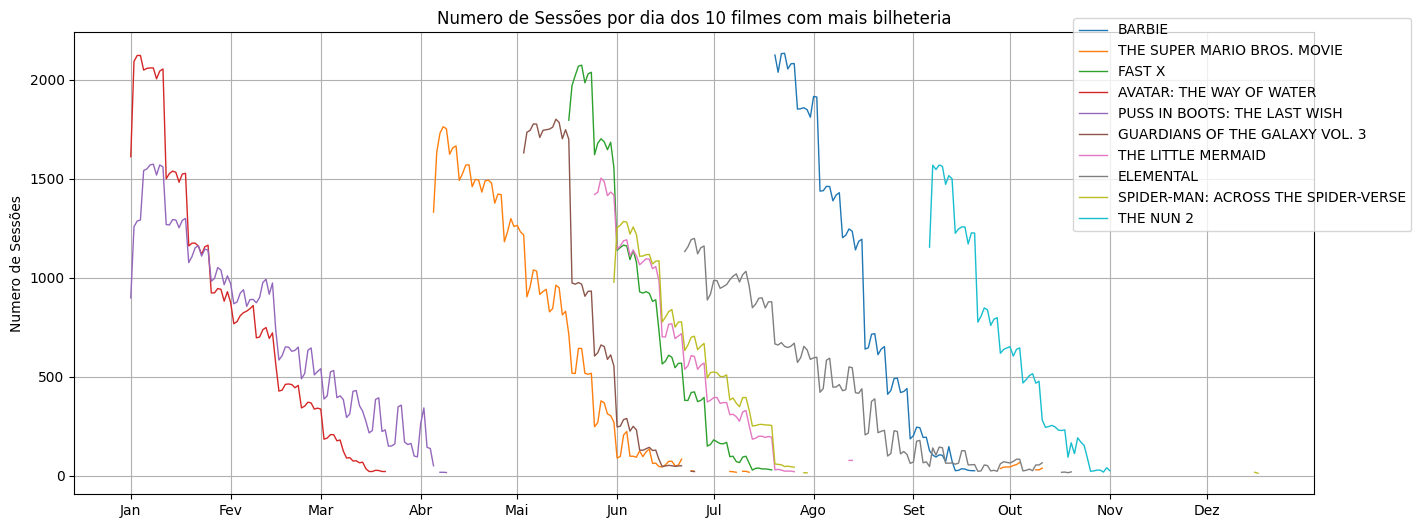 Numero de Sessões por dia dos 10 filmes com mais bilheteria
BARBIE
THE SUPER MARIO BROS. MOVIE
FAST X
AVATAR: THE WAY OF WATER
PUSS IN BOOTS: THE LAST WISH
GUARDIANS OF THE GALAXY VOL. 3
THE LITTLE MERMAID
ELEMENTAL
SPIDER-MAN: ACROSS THE SPIDER-VERSE
THE NUN 2
Numero de Sessões
2000
1500
1000
500
0
Jan Fev Mar Abr Mai Jun Jul Ago Set Out Nov Dez